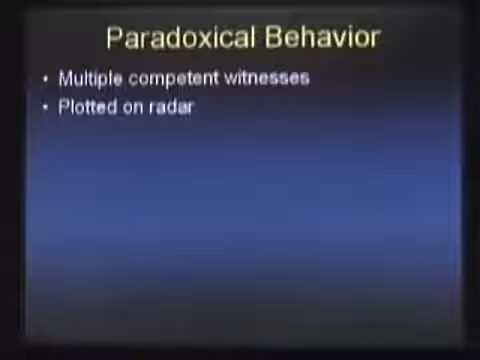 Paradoxical Behavior
• Multiple competent witnesses
• Plotted on radar